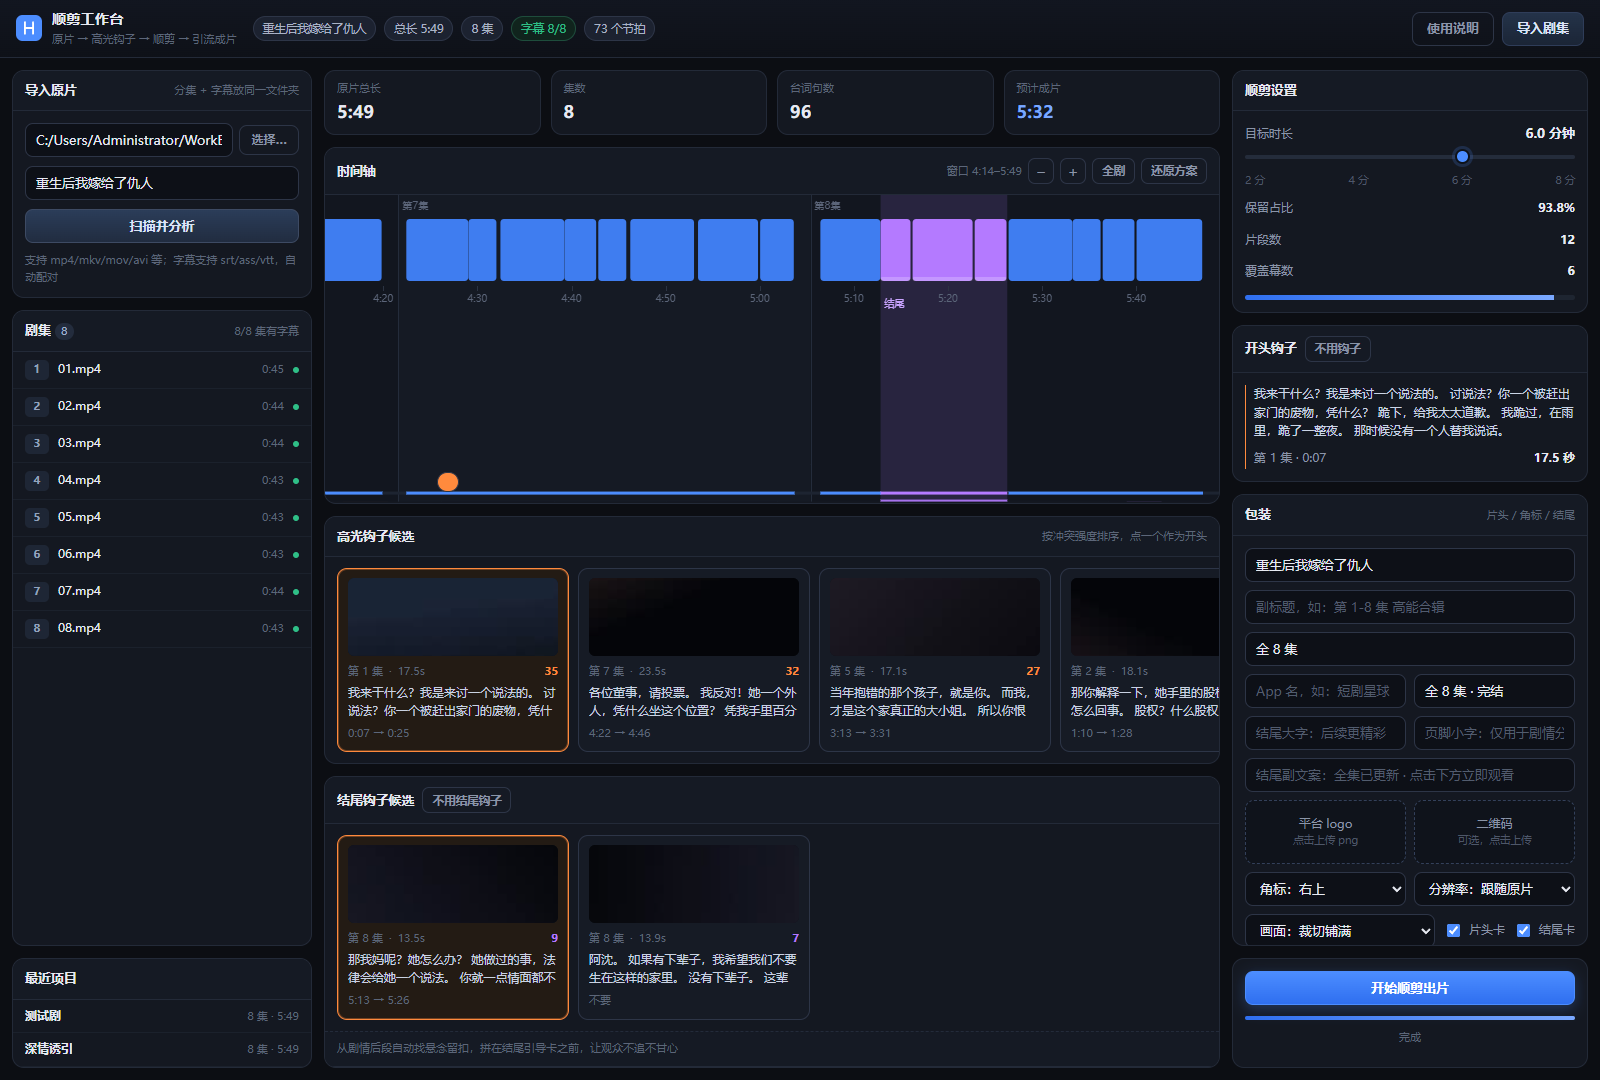 H
顺剪工作台
原片 → 高光钩子 → 顺剪 → 引流成片
重生后我嫁给了仇人
总长 5:49
8 集
字幕 8/8
73 个节拍
使用说明
导入剧集
导入原片
分集 + 字幕放同一文件夹
C:/Users/Administrator/Work
选择...
重生后我嫁给了仇人
扫描并分析
支持 mp4/mkv/mov/avi 等；字幕支持 srt/ass/vtt，自
动配对
剧集 8
8/8 集有字幕
1 01.mp4 0:45
2 02.mp4 0:44
3 03.mp4 0:44
4 04.mp4 0:43
5 05.mp4 0:43
6 06.mp4 0:43
7 07.mp4 0:44
8 08.mp4 0:43
最近项目
测试剧 8 集 · 5:49
深情诱引 8 集 · 5:49
原片总长
5:49
集数
8
台词句数
96
预计成片
5:32
时间轴
窗口 4:14–5:49
−
+
全剧
还原方案
第7集
第8集
4:20 4:30 4:40 4:50 5:00 5:10 5:20 5:30 5:40
结尾
高光钩子候选
按冲突强度排序，点一个作为开头
第 1 集 · 17.5s 35
我来干什么？我是来讨一个说法的。 讨
说法？你一个被赶出家门的废物，凭什
0:07 → 0:25
第 7 集 · 23.5s 32
各位董事，请投票。 我反对！她一个外
人，凭什么坐这个位置？ 凭我手里百分
4:22 → 4:46
第 5 集 · 17.1s 27
当年抱错的那个孩子，就是你。 而我，
才是这个家真正的大小姐。 所以你恨
3:13 → 3:31
第 2 集 · 18.1s
那你解释一下，她手里的股权
怎么回事。 股权？什么股权
1:10 → 1:28
结尾钩子候选
不用结尾钩子
第 8 集 · 13.5s 9
那我妈呢？她怎么办？ 她做过的事，法
律会给她一个说法。 你就一点情面都不
5:13 → 5:26
第 8 集 · 13.9s 7
阿沈。 如果有下辈子，我希望我们不要
生在这样的家里。 没有下辈子。 这辈
不要
从剧情后段自动找悬念留扣，拼在结尾引导卡之前，让观众不追不甘心
顺剪设置
目标时长 6.0 分钟
2 分 4 分 6 分 8 分
保留占比 93.8%
片段数 12
覆盖幕数 6
开头钩子
不用钩子
我来干什么？我是来讨一个说法的。 讨说法？你一个被赶出
家门的废物，凭什么？ 跪下，给我太太道歉。 我跪过，在雨
里，跪了一整夜。 那时候没有一个人替我说话。
第 1 集 · 0:07 17.5 秒
包装
片头 / 角标 / 结尾
重生后我嫁给了仇人
副标题，如：第 1-8 集 高能合辑
全 8 集
App 名，如：短剧星球
全 8 集 · 完结
结尾大字：后续更精彩
页脚小字：仅用于剧情分
结尾副文案：全集已更新 · 点击下方立即观看
平台 logo
点击上传 png
二维码
可选，点击上传
角标：右上
分辨率：跟随原片
画面：裁切铺满
片头卡
结尾卡
开始顺剪出片
完成